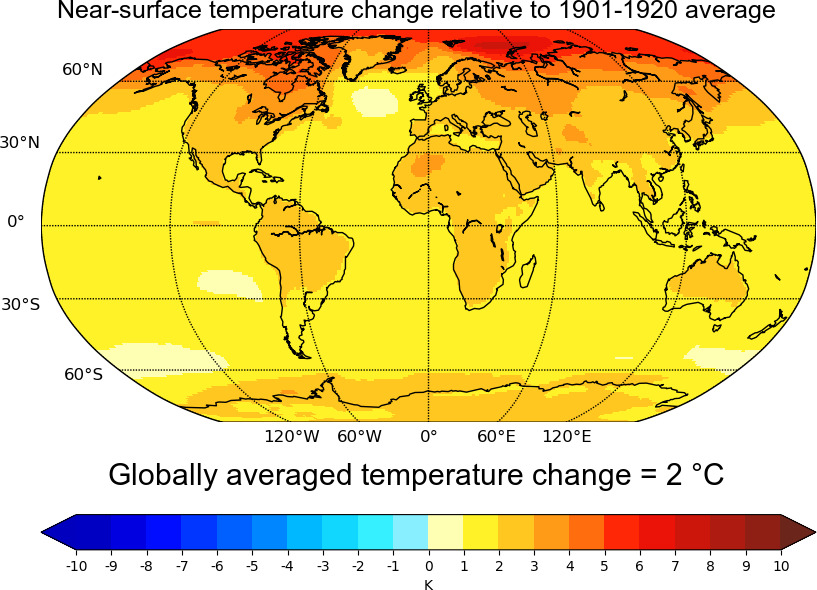 Near-surface temperature change relative to 1901-1920 average
60°N
30°N
0°
30°S
60°S
120°W 60°W 0° 60°E 120°E
Globally averaged temperature change = 2 °C
-10 -9 -8 -7 -6 -5 -4 -3 -2 -1 0 1 2 3 4 5 6 7 8 9 10
K